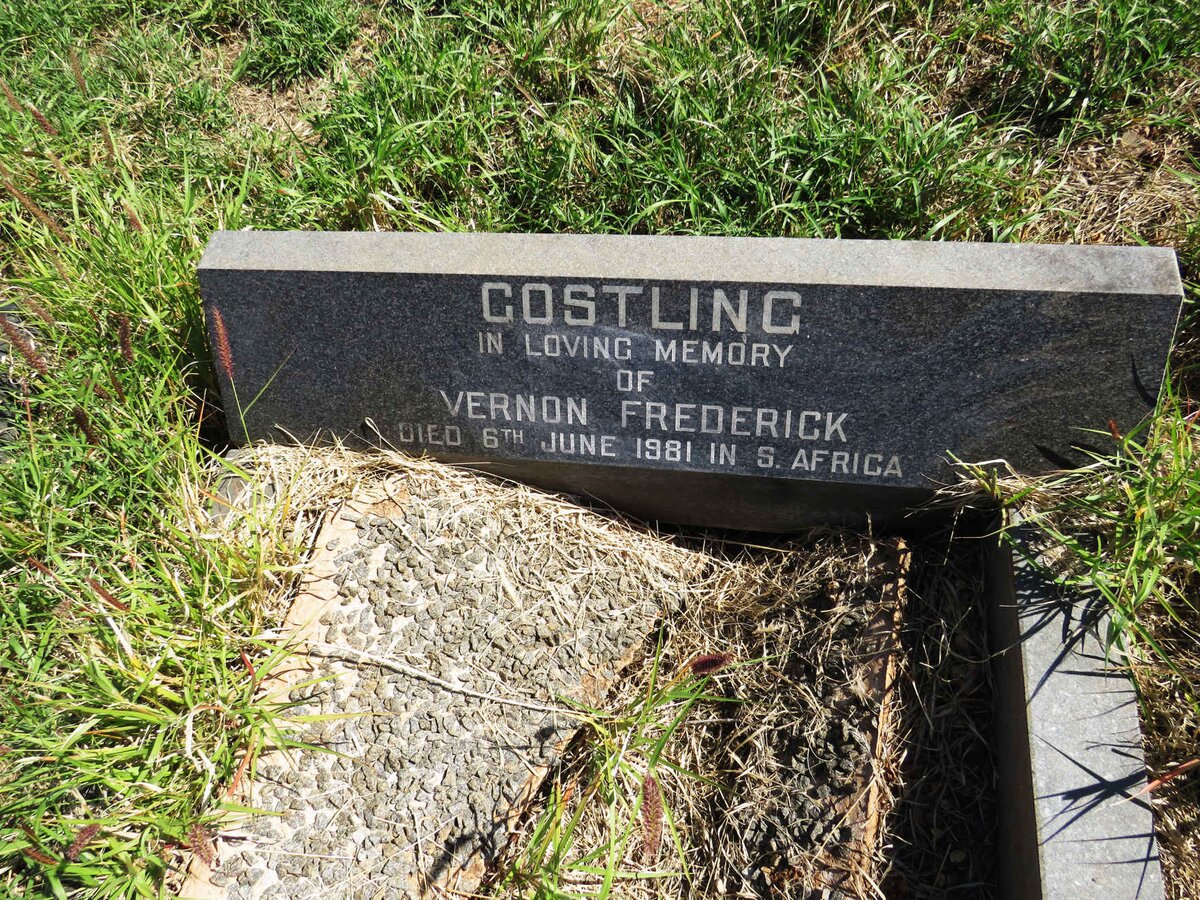 GOSTLING
IN LOVING MEMORY
OF
VERNON FREDERICK
DIED 6TH JUNE 1981 IN S. AFRICA